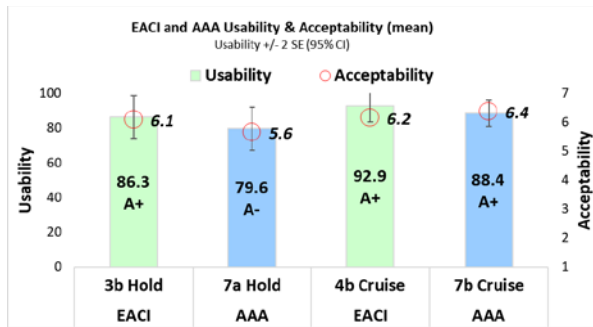 EACI and AAA Usability & Acceptability (mean)
Usability +/- 2 SE (95% CI)
Usability Acceptability
100 7
80 6
60 5
40 4
20 3
2
0 1
Usability
Acceptability
6.1 5.6 6.2 6.4
86.3 79.6 92.9 88.4
A+ A- A+ A+
3b Hold 7a Hold 4b Cruise 7b Cruise
EACI AAA EACI AAA